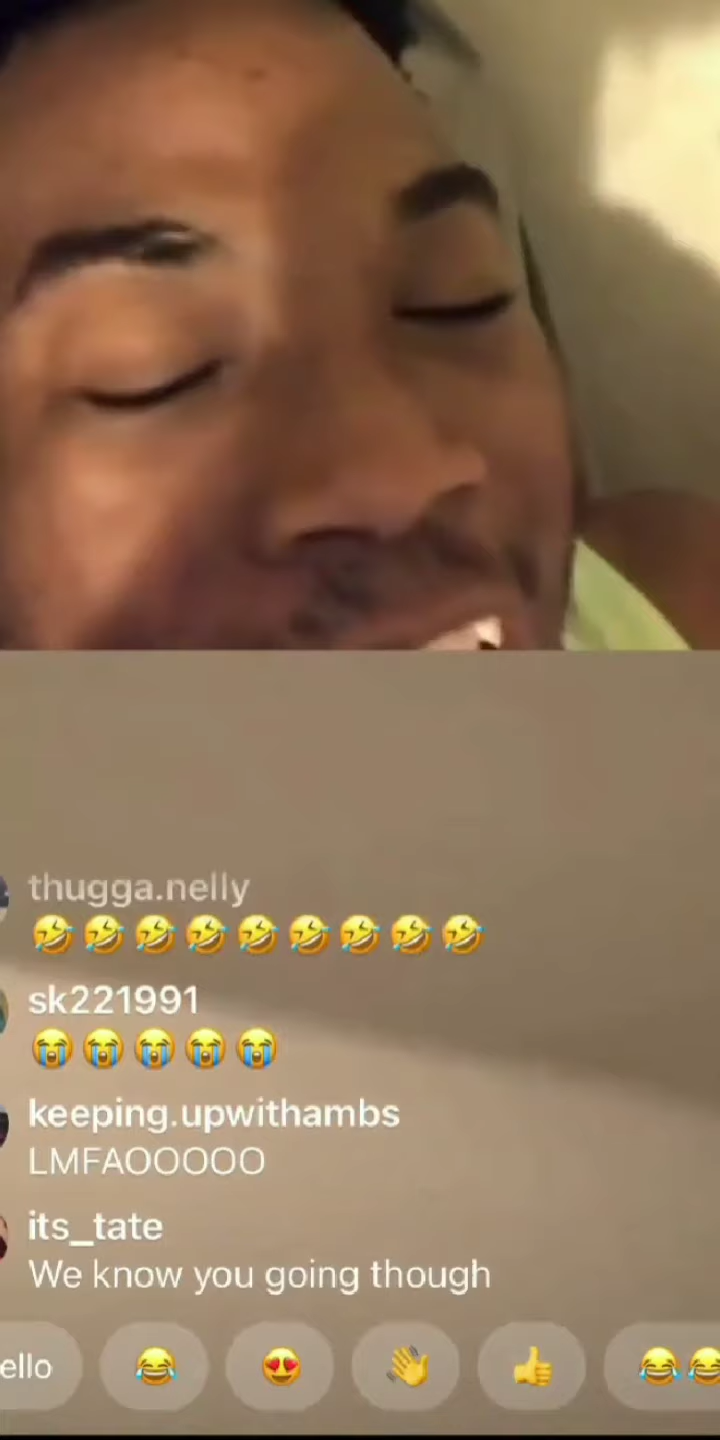 thugga.nelly
🤣🤣🤣🤣🤣🤣🤣🤣🤣
sk221991
😭😭😭😭😭
keeping.upwithambs
LMFAOOOOO
its_tate
We know you going though
ello 😂 😍 👋 👍 😂😂